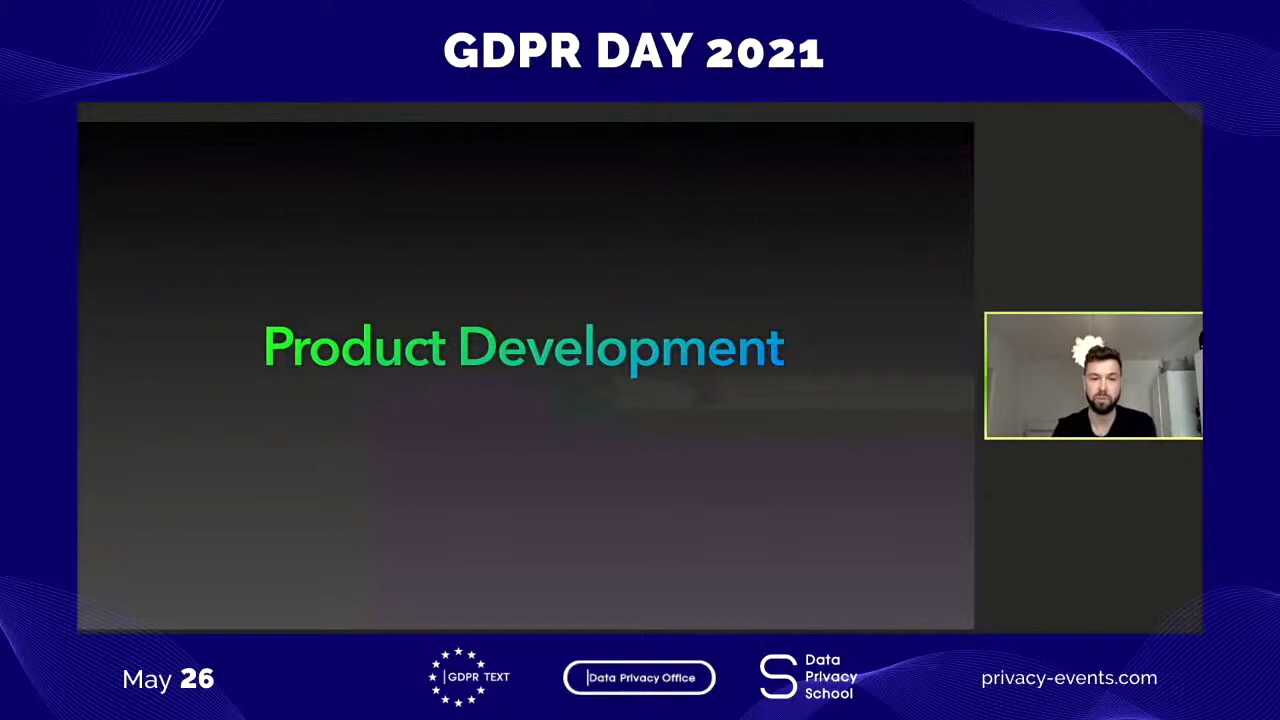 GDPR DAY 2021
Product Development
May 26
GDPR TEXT
Data Privacy Office
Data
Privacy
School
privacy-events.com